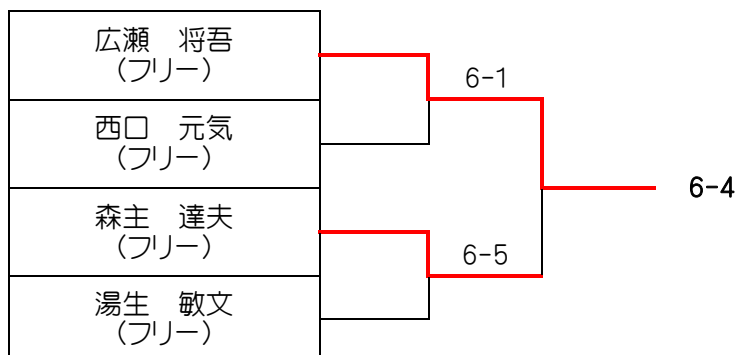 広瀬　将吾
（フリー）
6-1
西口　元気
（フリー）
6-4
森主　達夫
（フリー）
6-5
湯生　敏文
（フリー）